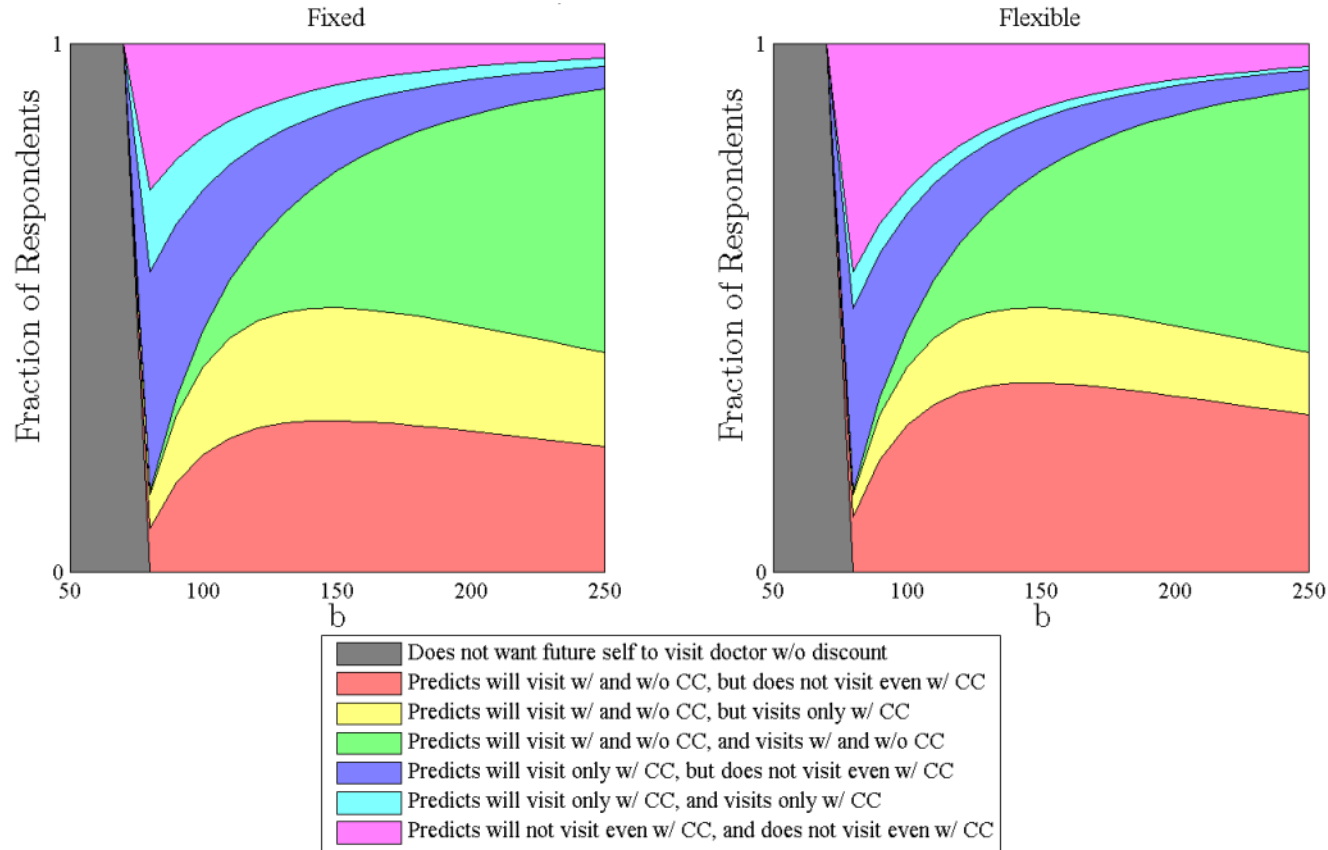 Fixed
Flexible
1
Fraction of Respondents
0
50
100
150
200
250
b
1
Fraction of Respondents
0
50
100
150
200
250
b
Does not want future self to visit doctor w/o discount
Predicts will visit w/ and w/o CC, but does not visit even w/ CC
Predicts will visit w/ and w/o CC, but visits only w/ CC
Predicts will visit w/ and w/o CC, and visits w/ and w/o CC
Predicts will visit only w/ CC, but does not visit even w/ CC
Predicts will visit only w/ CC, and visits only w/ CC
Predicts will not visit even w/ CC, and does not visit even w/ CC